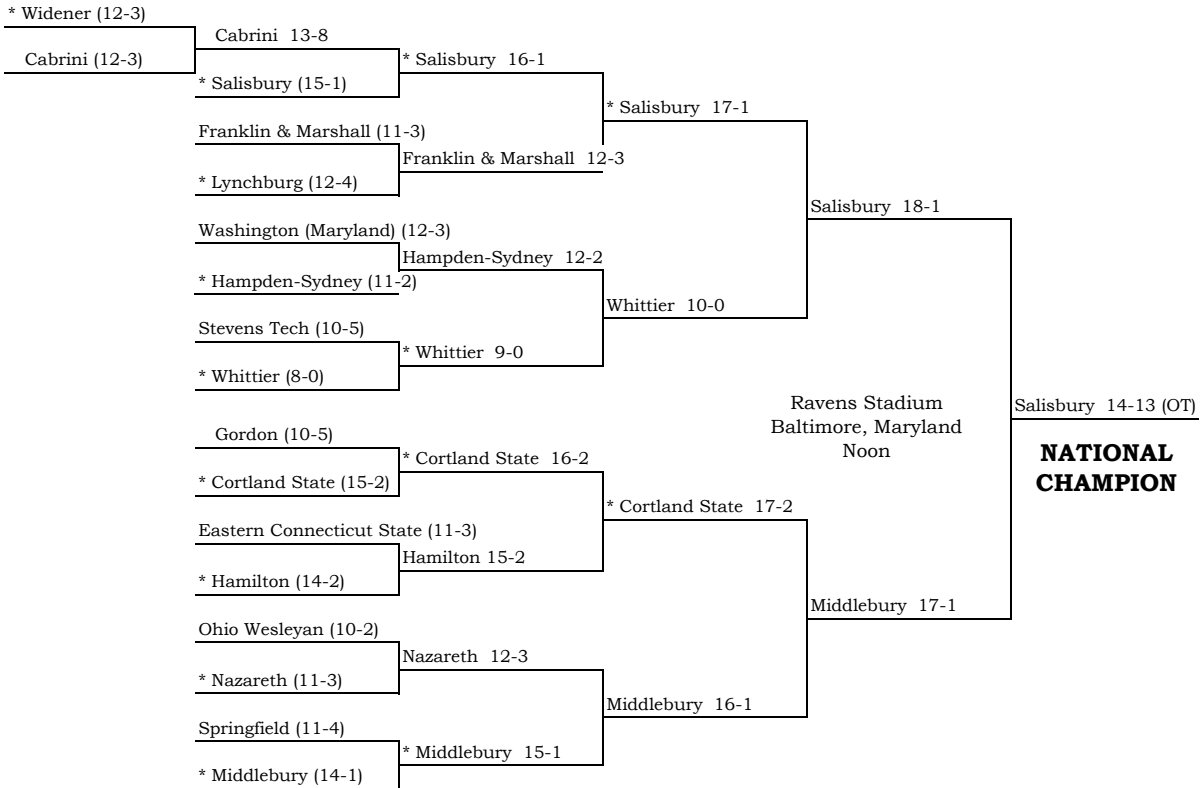 * Widener (12-3)
Cabrini (12-3)
Cabrini 13-8
* Salisbury (15-1)
* Salisbury 16-1
Franklin & Marshall (11-3)
* Lynchburg (12-4)
Franklin & Marshall 12-3
* Salisbury 17-1
Washington (Maryland) (12-3)
* Hampden-Sydney (11-2)
Hampden-Sydney 12-2
Stevens Tech (10-5)
* Whittier (8-0)
* Whittier 9-0
Whittier 10-0
Salisbury 18-1
Gordon (10-5)
* Cortland State (15-2)
* Cortland State 16-2
Eastern Connecticut State (11-3)
* Hamilton (14-2)
Hamilton 15-2
* Cortland State 17-2
Ohio Wesleyan (10-2)
* Nazareth (11-3)
Nazareth 12-3
Springfield (11-4)
* Middlebury (14-1)
* Middlebury 15-1
Middlebury 16-1
Middlebury 17-1
Ravens Stadium
Baltimore, Maryland
Noon
Salisbury 14-13 (OT)
NATIONAL
CHAMPION